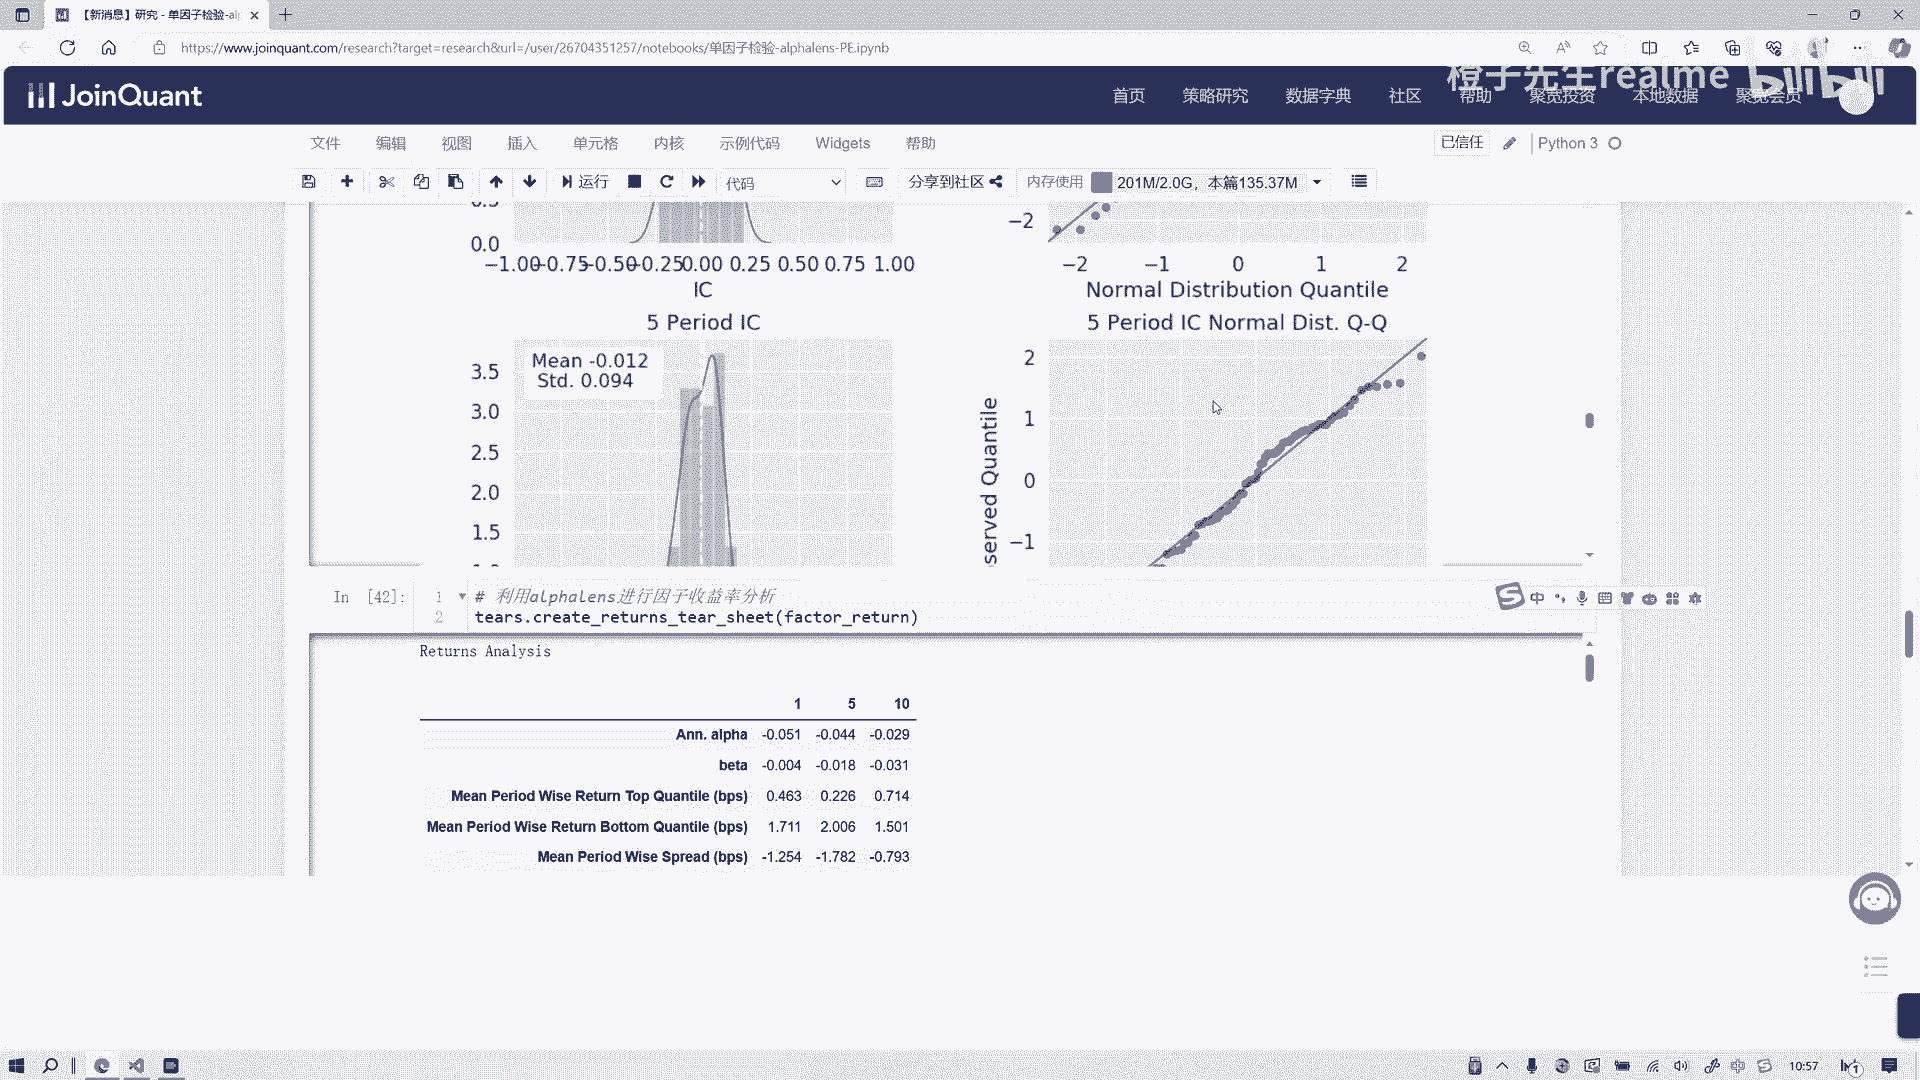 【新消息】研究 - 单因子检验-al
https://www.joinquant.com/research?target=research&url=/user/26704351257/notebooks/单因子检验-alphalens-PE.ipynb
橙子先生realme bilibili
JoinQuant
首页 策略研究 数据字典 社区 帮助 聚宽投资 本地数据 聚宽会员
文件 编辑 视图 插入 单元格 内核 示例代码 Widgets 帮助
已信任 Python 3
运行 代码 分享到社区 内存使用 201M/2.0G，本篇135.37M
0.5
0.0
−1.00 −0.75 −0.50 −0.25 0.00 0.25 0.50 0.75 1.00
IC
−2
−2 −1 0 1 2
Normal Distribution Quantile
5 Period IC
Mean -0.012
Std. 0.094
3.5
3.0
2.5
2.0
1.5
5 Period IC Normal Dist. Q-Q
2
1
0
−1
served Quantile
In [42]:
1 # 利用alphalens进行因子收益率分析
2 tears.create_returns_tear_sheet(factor_return)
中
Returns Analysis
1 5 10
Ann. alpha -0.051 -0.044 -0.029
beta -0.004 -0.018 -0.031
Mean Period Wise Return Top Quantile (bps) 0.463 0.226 0.714
Mean Period Wise Return Bottom Quantile (bps) 1.711 2.006 1.501
Mean Period Wise Spread (bps) -1.254 -1.782 -0.793
10:57